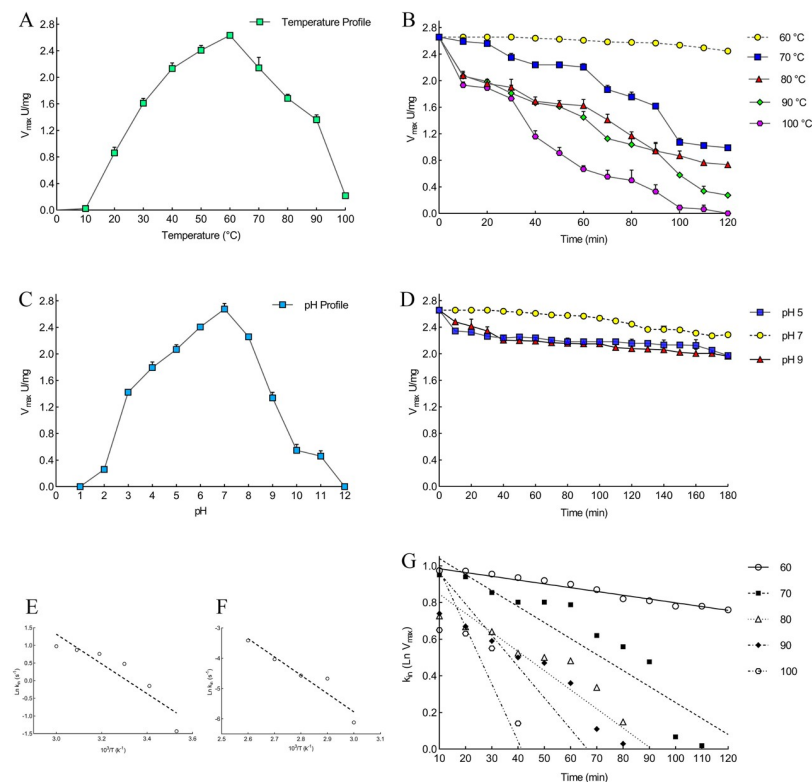 A
Temperature Profile
Vmax U/mg
2.8
2.4
2.0
1.6
1.2
0.8
0.4
0.0
0 10 20 30 40 50 60 70 80 90 100
Temperature (°C)
B
60 °C
70 °C
80 °C
90 °C
100 °C
Vmax U/mg
2.8
2.4
2.0
1.6
1.2
0.8
0.4
0.0
0 20 40 60 80 100 120
Time (min)
C
pH Profile
Vmax U/mg
2.8
2.4
2.0
1.6
1.2
0.8
0.4
0.0
0 1 2 3 4 5 6 7 8 9 10 11 12
pH
D
pH 5
pH 7
pH 9
Vmax U/mg
2.8
2.4
2.0
1.6
1.2
0.8
0.4
0.0
0 20 40 60 80 100 120 140 160 180
Time (min)
E
1.5
1.0
0.5
0.0
-0.5
-1.0
-1.5
3.0 3.2 3.4 3.6
10³/T (k⁻¹)
F
-3
-4
-5
-6
2.6 2.7 2.8 2.9 3.0 3.1
10³/T (k⁻¹)
G
60
70
80
90
100
kin (Ln Vmax)
1.0
0.8
0.6
0.4
0.2
0.0
10 20 30 40 50 60 70 80 90 100 110 120
Time (min)